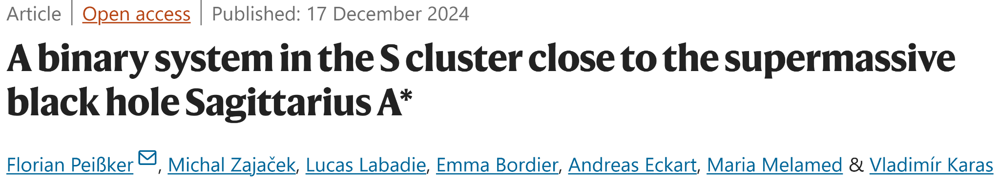 Article | Open access | Published: 17 December 2024
A binary system in the S cluster close to the supermassive
black hole Sagittarius A*
Florian Peißker, Michal Zajaček, Lucas Labadie, Emma Bordier, Andreas Eckart, Maria Melamed & Vladimír Karas